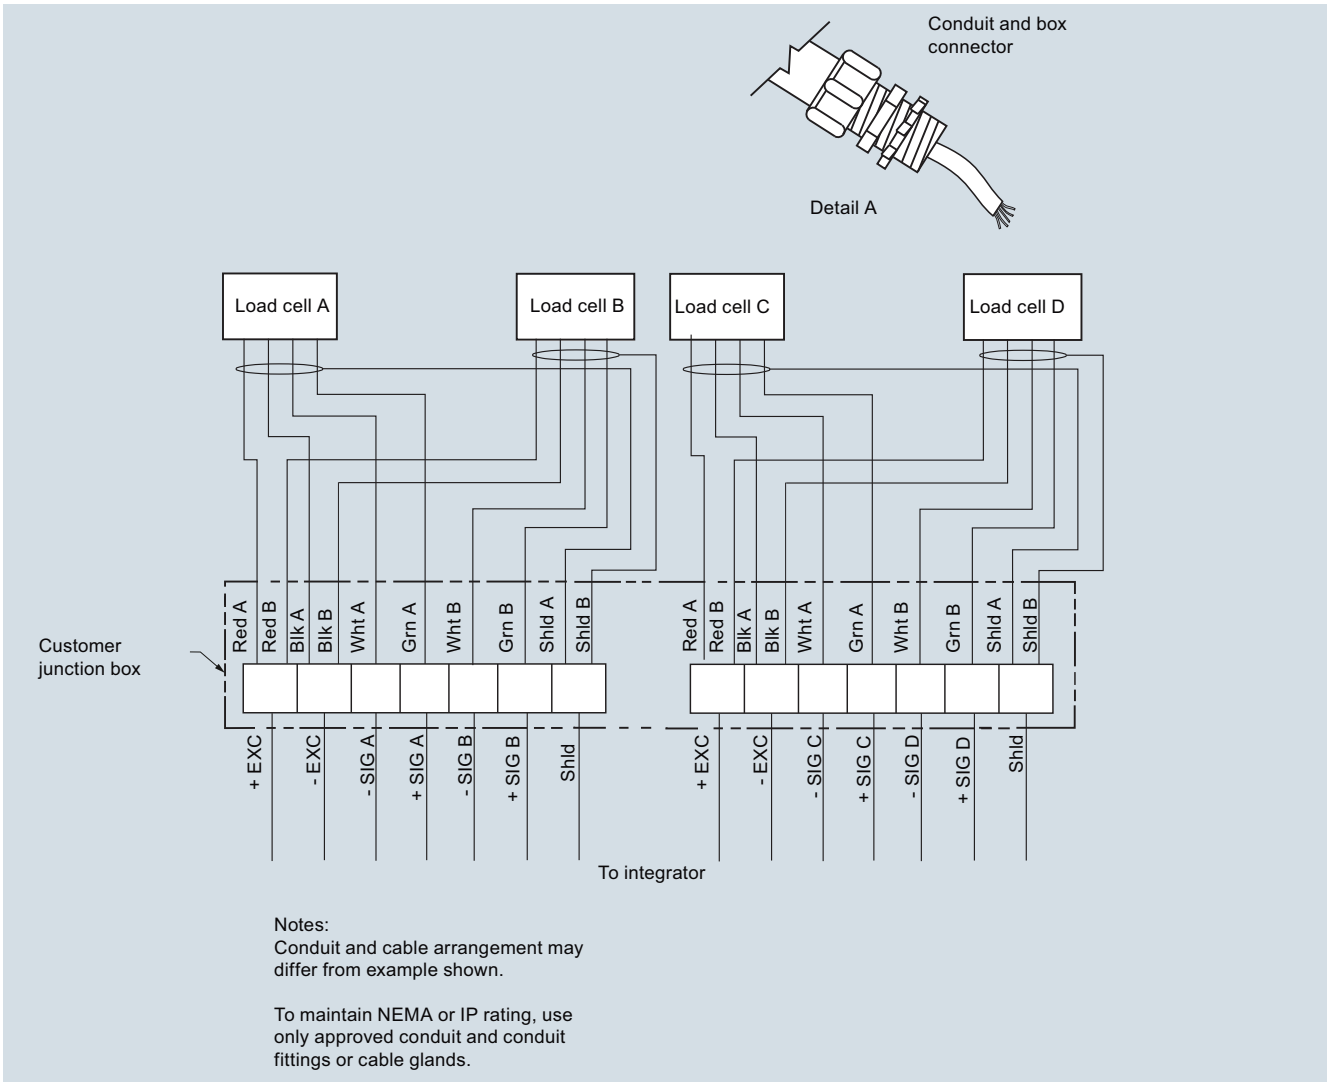 Conduit and box
connector
Detail A
Load cell A
Load cell B
Load cell C
Load cell D
Customer
junction box
Red A
Red B
Blk A
Blk B
Wht A
Grn A
Wht B
Grn B
Shld A
Shld B
Red A
Red B
Blk A
Blk B
Wht A
Grn A
Wht B
Grn B
Shld A
Shld B
+ EXC
- EXC
- SIG A
+ SIG A
- SIG B
+ SIG B
Shld
+ EXC
- EXC
- SIG C
+ SIG C
- SIG D
+ SIG D
Shld
To integrator
Notes:
Conduit and cable arrangement may
differ from example shown.
To maintain NEMA or IP rating, use
only approved conduit and conduit
fittings or cable glands.